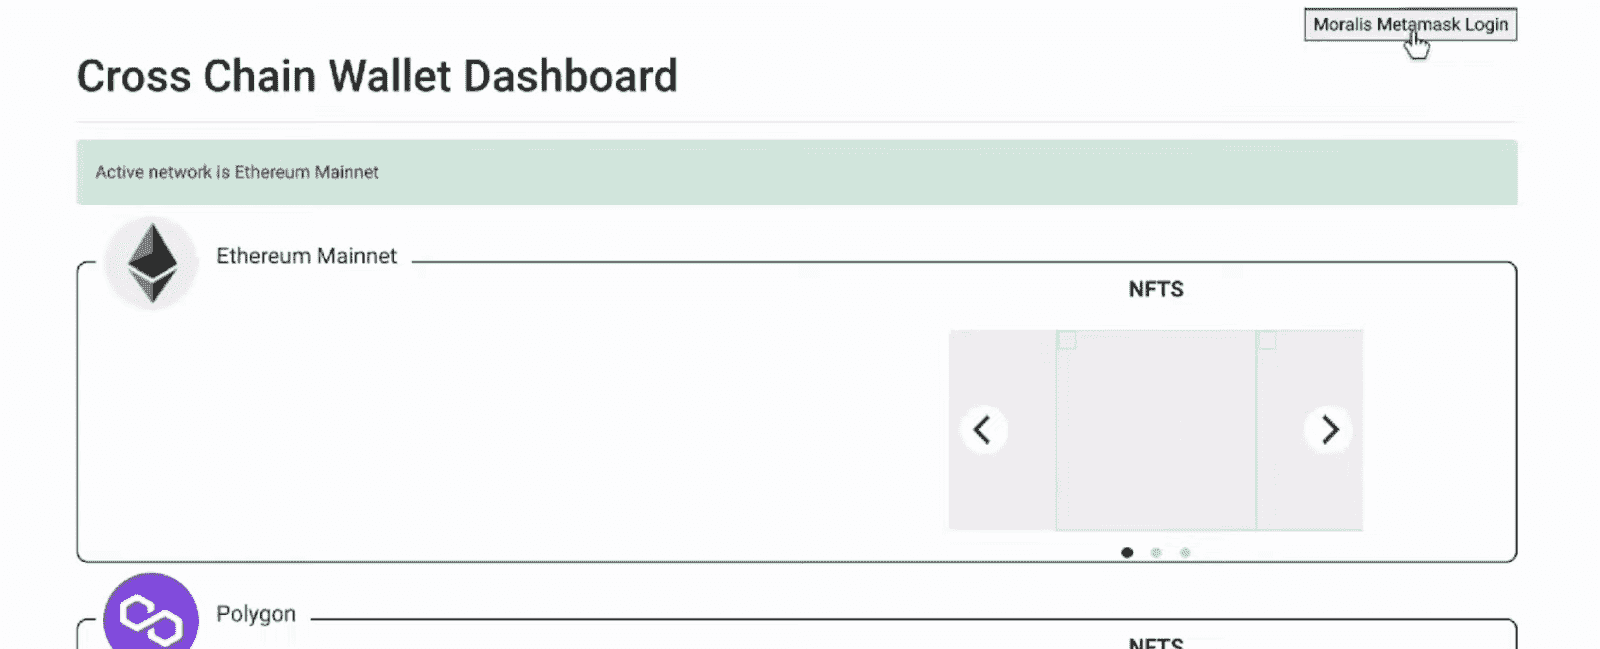 Moralis Metamask Login
Cross Chain Wallet Dashboard
Active network is Ethereum Mainnet
Ethereum Mainnet
NFTS
Polygon
NFTS